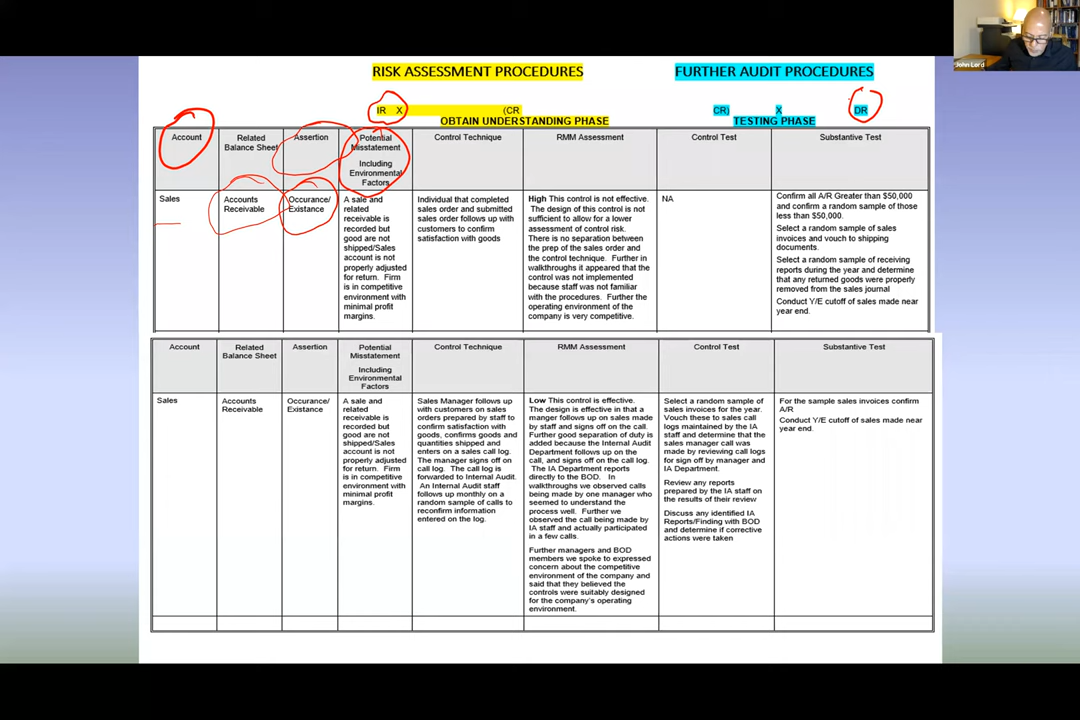 John Lord
RISK ASSESSMENT PROCEDURES
FURTHER AUDIT PROCEDURES
IR X (CR
CR) X DR
OBTAIN UNDERSTANDING PHASE
TESTING PHASE
Account
Related
Balance Sheet
Assertion
Potential
Misstatement
Including
Environmental
Factors
Control Technique
RMM Assessment
Control Test
Substantive Test
Sales
Accounts
Receivable
Occurance/
Existance
A sale and
related
receivable is
recorded but
good are not
shipped/Sales
account is not
properly adjusted
for return. Firm
is in competitive
environment with
minimal profit
margins.
Individual that completed
sales order and submitted
sales order follows up with
customers to confirm
satisfaction with goods
High This control is not effective.
The design of this control is not
sufficient to allow for a lower
assessment of control risk.
There is no separation between
the prep of the sales order and
the control technique. Further in
walkthroughs it appeared that the
control was not implemented
because staff was not familiar
with the procedures. Further the
operating environment of the
company is very competitive.
NA
Confirm all A/R Greater than $50,000
and confirm a random sample of those
less than $50,000.
Select a random sample of sales
invoices and vouch to shipping
documents.
Select a random sample of receiving
reports during the year and determine
that any returned goods were properly
removed from the sales journal
Conduct Y/E cutoff of sales made near
year end.
Account
Related
Balance Sheet
Assertion
Potential
Misstatement
Including
Environmental
Factors
Control Technique
RMM Assessment
Control Test
Substantive Test
Sales
Accounts
Receivable
Occurance/
Existance
A sale and
related
receivable is
recorded but
good are not
shipped/Sales
account is not
properly adjusted
for return. Firm
is in competitive
environment with
minimal profit
margins.
Sales Manager follows up
with customers on sales
orders prepared by staff to
confirm satisfaction with
goods, confirms goods and
quantities shipped and
enters on a sales call log.
The manager signs off on
call log. The call log is
forwarded to Internal Audit.
An Internal Audit staff
follows up monthly on a
random sample of calls to
reconfirm information
entered on the log.
Low This control is effective.
The design is effective in that a
manger follows up on sales made
by staff and signs off on the call.
Further good separation of duty is
added because the Internal Audit
Department follows up on the
call, and signs off on the call log.
The IA Department reports
directly to the BOD. In
walkthroughs we observed calls
being made by one manager who
seemed to understand the
process well. Further we
observed the call being made by
IA staff and actually participated
in a few calls.
Further managers and BOD
members we spoke to expressed
concern about the competitive
environment of the company and
said that they believed the
controls were suitably designed
for the company's operating
environment.
Select a random sample of
sales invoices for the year.
Vouch these to sales call
logs maintained by the IA
staff and determine that the
sales manager call was
made by reviewing call logs
for sign off by manager and
IA Department.
Review any reports
prepared by the IA staff on
the results of their review
Discuss any identified IA
Reports/Finding with BOD
and determine if corrective
actions were taken
For the sample sales invoices confirm
A/R
Conduct Y/E cutoff of sales made near
year end.